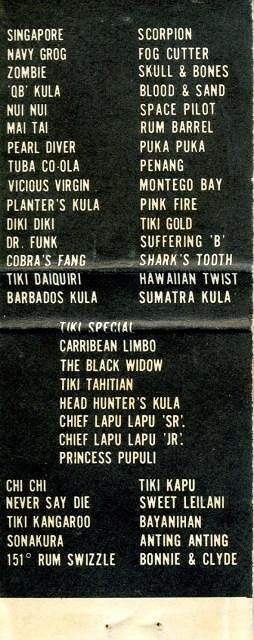 SINGAPORE
NAVY GROG
ZOMBIE
'QB' KULA
NUI NUI
MAI TAI
PEARL DIVER
TUBA CO-OLA
VICIOUS VIRGIN
PLANTER'S KULA
DIKI DIKI
DR. FUNK
COBRA'S FANG
TIKI DAIQUIRI
BARBADOS KULA
SCORPION
FOG CUTTER
SKULL & BONES
BLOOD & SAND
SPACE PILOT
RUM BARREL
PUKA PUKA
PENANG
MONTEGO BAY
PINK FIRE
TIKI GOLD
SUFFERING 'B'
SHARK'S TOOTH
HAWAIIAN TWIST
SUMATRA KULA
TIKI SPECIAL
CARRIBEAN LIMBO
THE BLACK WIDOW
TIKI TAHITIAN
HEAD HUNTER'S KULA
CHIEF LAPU LAPU 'SR'.
CHIEF LAPU LAPU 'JR'.
PRINCESS PUPULI
CHI CHI
NEVER SAY DIE
TIKI KANGAROO
SONAKURA
151° RUM SWIZZLE
TIKI KAPU
SWEET LEILANI
BAYANIHAN
ANTING ANTING
BONNIE & CLYDE